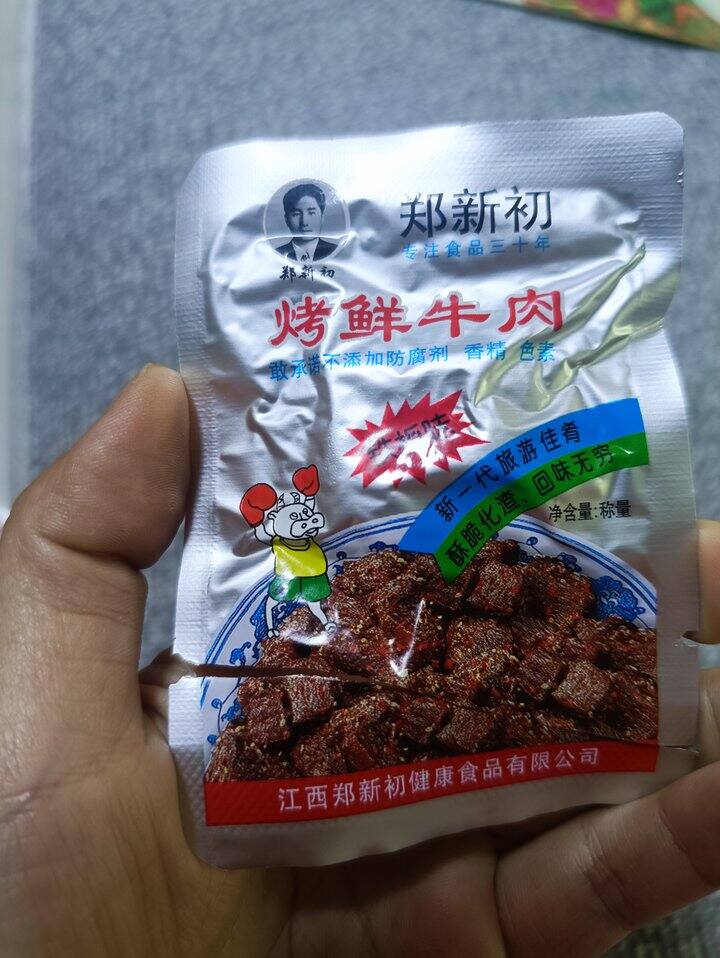 郑新初
专注食品三十年
郑新初
烤鲜牛肉
敢承诺不添加防腐剂 香精 色素
新一代旅游佳肴
酥脆化渣、回味无穷
净含量:称量
江西郑新初健康食品有限公司